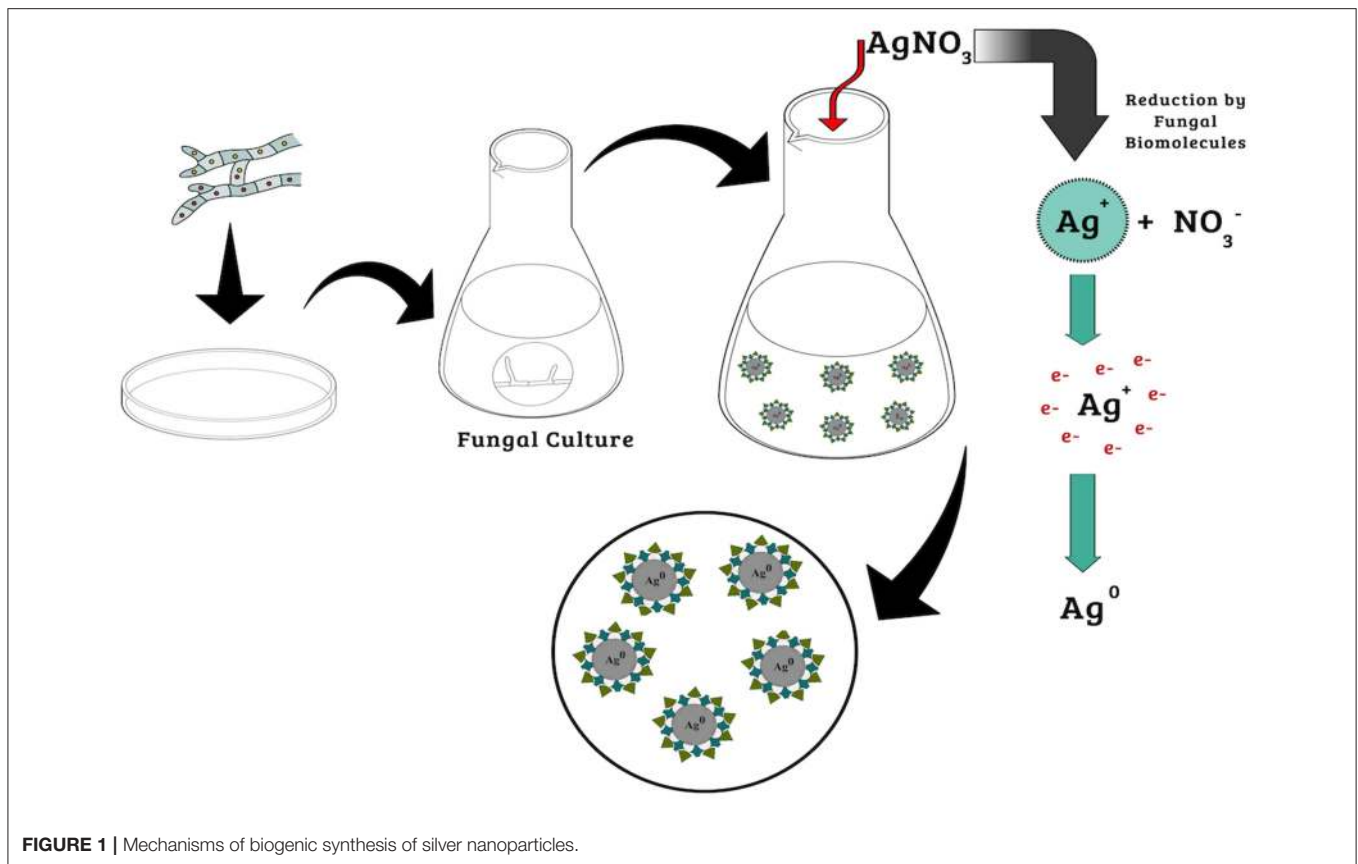 AgNO₃
Reduction by
Fungal
Biomolecules
Ag⁺ + NO₃⁻
e-
e-
e-
e-
Ag⁺
e-
e-
e-
e-
Ag⁰
Fungal Culture
Ag⁰
Ag⁰
Ag⁰
Ag⁰
Ag⁰
FIGURE 1 | Mechanisms of biogenic synthesis of silver nanoparticles.